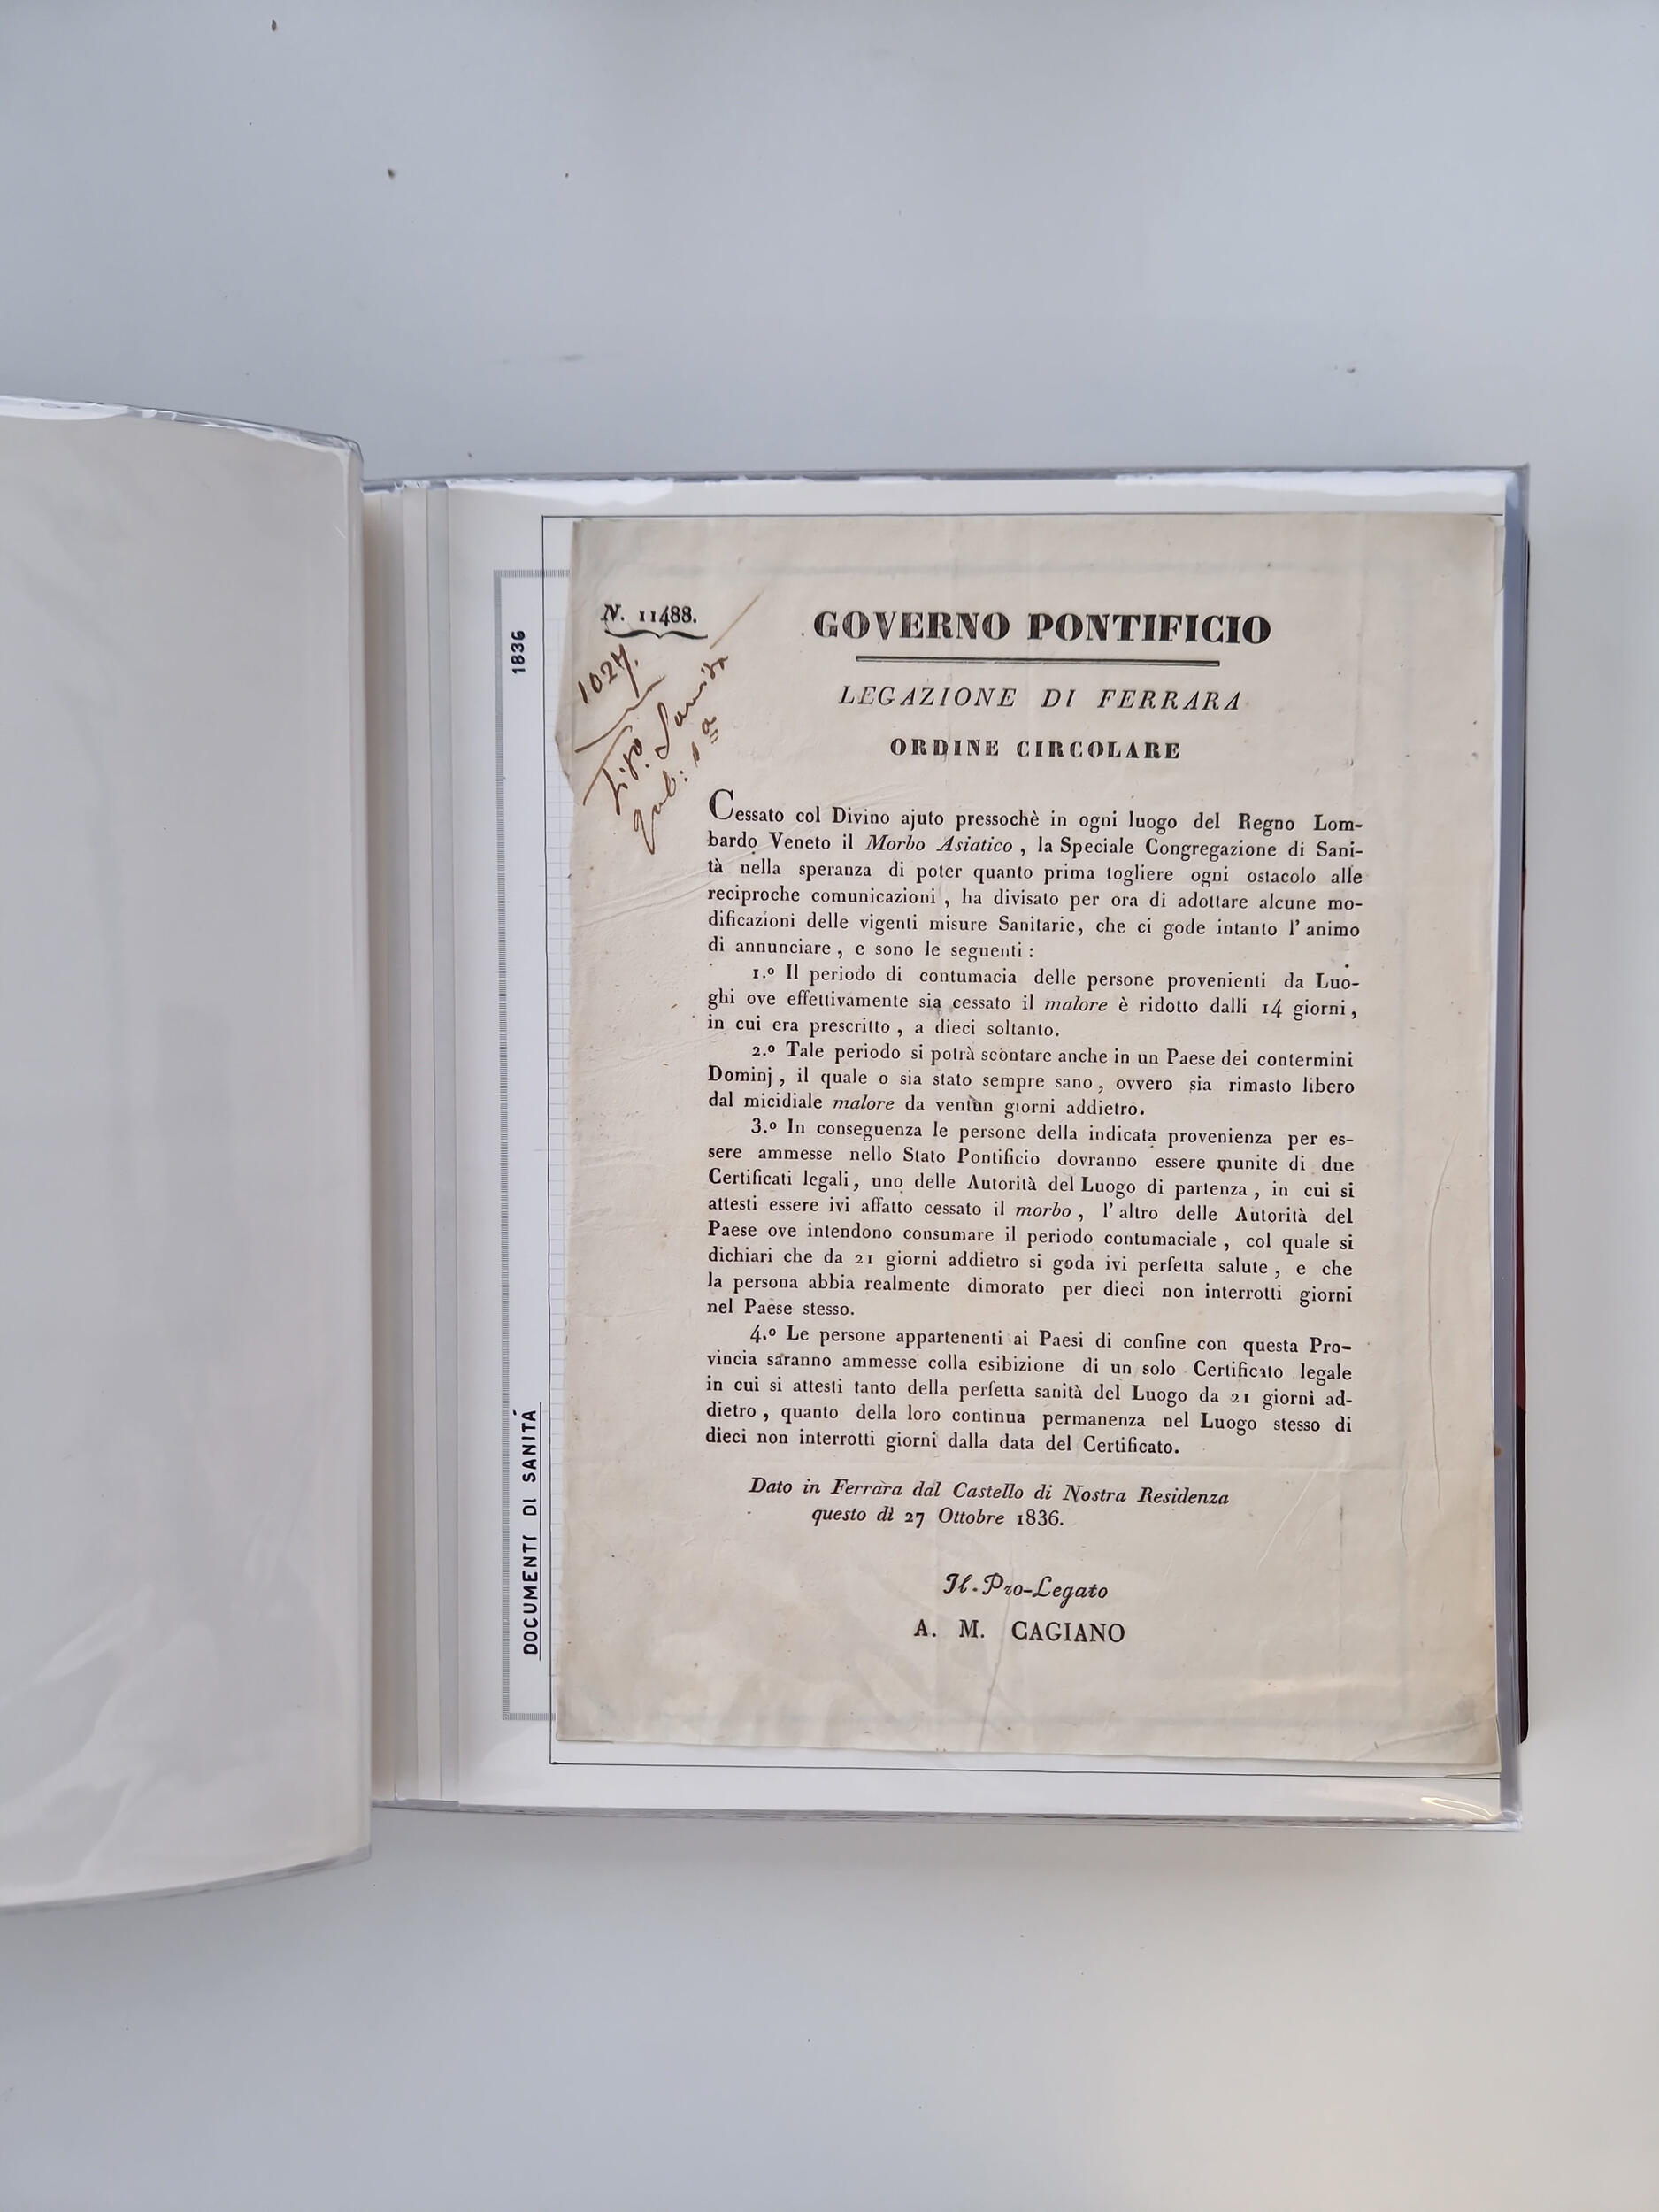 1836
DOCUMENTI DI SANITÁ
N. 11488.
1027.
Sanità
GOVERNO PONTIFICIO
LEGAZIONE DI FERRARA
ORDINE CIRCOLARE
Cessato col Divino ajuto pressochè in ogni luogo del Regno Lom-
bardo Veneto il Morbo Asiatico , la Speciale Congregazione di Sani-
tà nella speranza di poter quanto prima togliere ogni ostacolo alle
reciproche comunicazioni , ha divisato per ora di adottare alcune mo-
dificazioni delle vigenti misure Sanitarie, che ci gode intanto l' animo
di annunciare , e sono le seguenti :
1.º Il periodo di contumacia delle persone provenienti da Luo-
ghi ove effettivamente sia cessato il malore è ridotto dalli 14 giorni ,
in cui era prescritto , a dieci soltanto.
2.º Tale periodo si potrà scontare anche in un Paese dei contermini
Dominj , il quale o sia stato sempre sano , ovvero sia rimasto libero
dal micidiale malore da ventun giorni addietro.
3.º In conseguenza le persone della indicata provenienza per es-
sere ammesse nello Stato Pontificio dovranno essere munite di due
Certificati legali , uno delle Autorità del Luogo di partenza , in cui si
attesti essere ivi affatto cessato il morbo , l' altro delle Autorità del
Paese ove intendono consumare il periodo contumaciale , col quale si
dichiari che da 21 giorni addietro si goda ivi perfetta salute , e che
la persona abbia realmente dimorato per dieci non interrotti giorni
nel Paese stesso.
4.º Le persone appartenenti ai Paesi di confine con questa Pro-
vincia saranno ammesse colla esibizione di un solo Certificato legale
in cui si attesti tanto della perfetta sanità del Luogo da 21 giorni ad-
dietro , quanto della loro continua permanenza nel Luogo stesso di
dieci non interrotti giorni dalla data del Certificato.
Dato in Ferrara dal Castello di Nostra Residenza
questo dì 27 Ottobre 1836.
Il Pro-Legato
A. M. CAGIANO